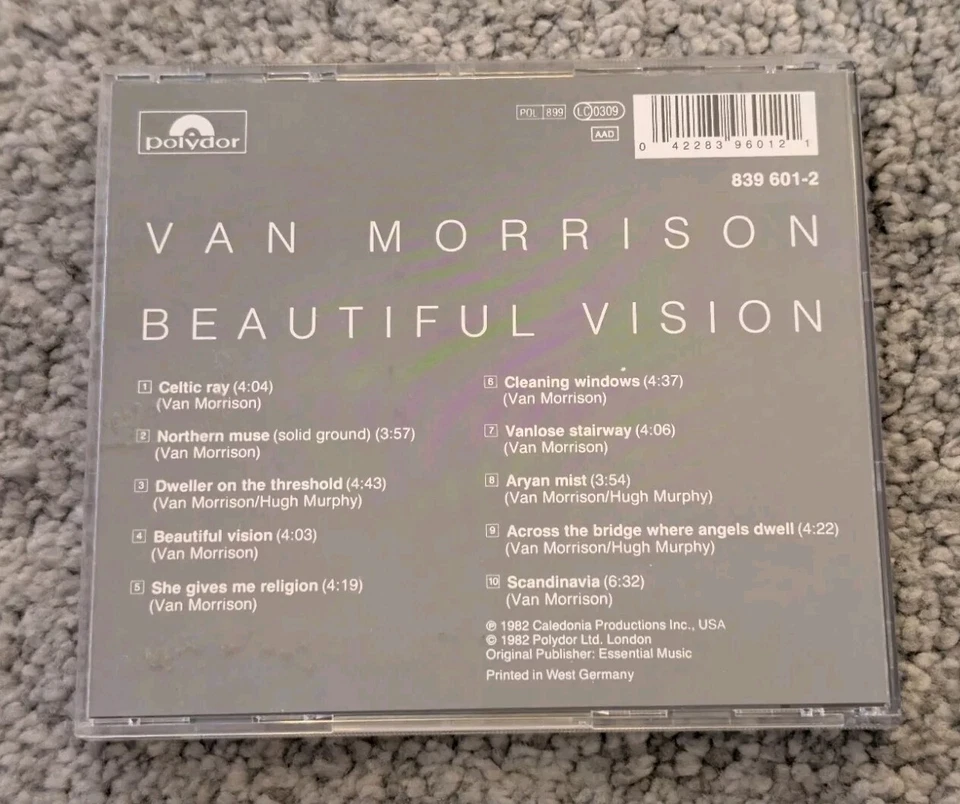 polydor
POL 899 LC 0309
AAD
0 42283 96012 1
839 601-2
VAN MORRISON
BEAUTIFUL VISION
1 Celtic ray (4:04)
(Van Morrison)
2 Northern muse (solid ground) (3:57)
(Van Morrison)
3 Dweller on the threshold (4:43)
(Van Morrison/Hugh Murphy)
4 Beautiful vision (4:03)
(Van Morrison)
5 She gives me religion (4:19)
(Van Morrison)
6 Cleaning windows (4:37)
(Van Morrison)
7 Vanlose stairway (4:06)
(Van Morrison)
8 Aryan mist (3:54)
(Van Morrison/Hugh Murphy)
9 Across the bridge where angels dwell (4:22)
(Van Morrison/Hugh Murphy)
10 Scandinavia (6:32)
(Van Morrison)
℗ 1982 Caledonia Productions Inc., USA
© 1982 Polydor Ltd. London
Original Publisher: Essential Music
Printed in West Germany